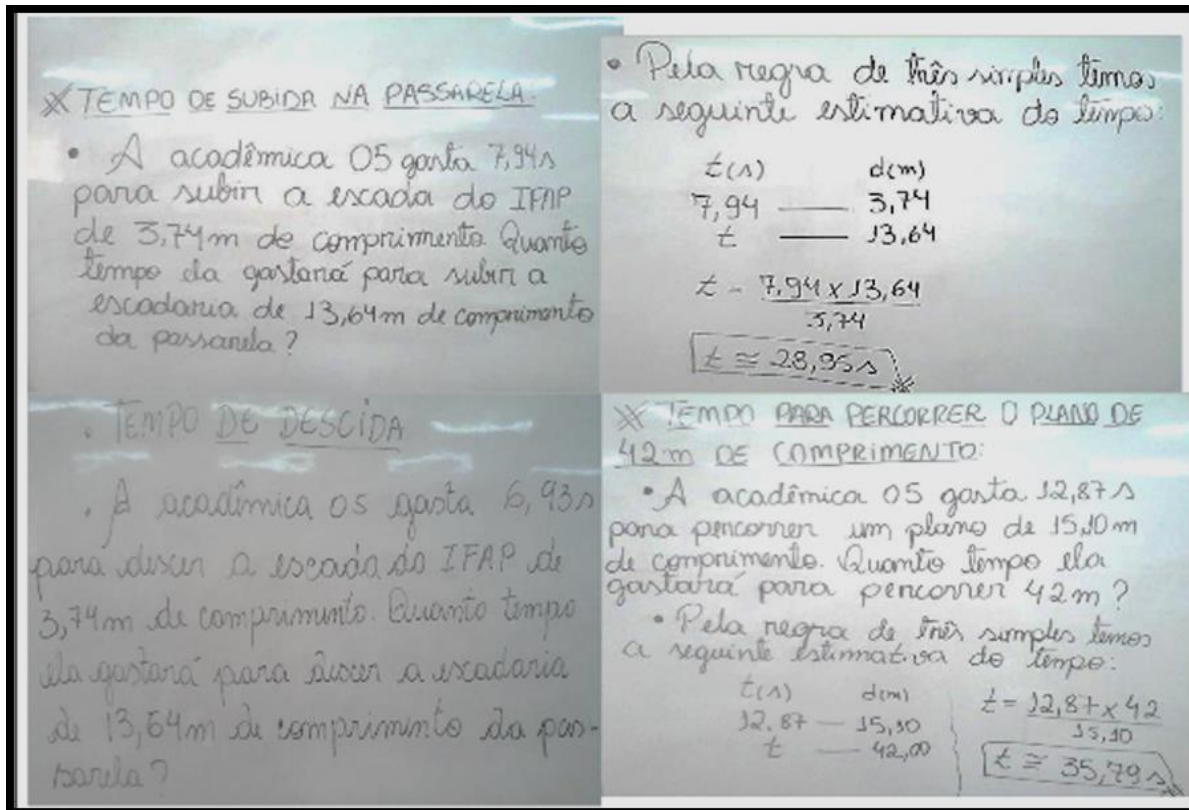 ※ TEMPO DE SUBIDA NA PASSARELA:
• A acadêmica 05 gasta 7,94s
para subir a escada do IFAP
de 3,74m de comprimento. Quanto
tempo ela gastará para subir a
escadaria de 13,64m de comprimento
da passarela?
• Pela regra de três simples temos
a seguinte estimativa do tempo:
t(s) d(m)
7,94 — 3,74
t — 13,64
t = 7,94 x 13,64
3,74
t ≅ 28,95s
• TEMPO DE DESCIDA
• A acadêmica 05 gasta 6,93s
para descer a escada do IFAP de
3,74m de comprimento. Quanto tempo
ela gastará para descer a escadaria
de 13,64m de comprimento da pas-
sarela?
※ TEMPO PARA PERCORRER O PLANO DE
42m DE COMPRIMENTO:
• A acadêmica 05 gasta 12,87s
para percorrer um plano de 15,10m
de comprimento. Quanto tempo ela
gastará para percorrer 42m?
• Pela regra de três simples temos
a seguinte estimativa do tempo:
t(s) d(m)
12,87 — 15,10
t — 42,00
t = 12,87 x 42
15,10
t ≅ 35,79s